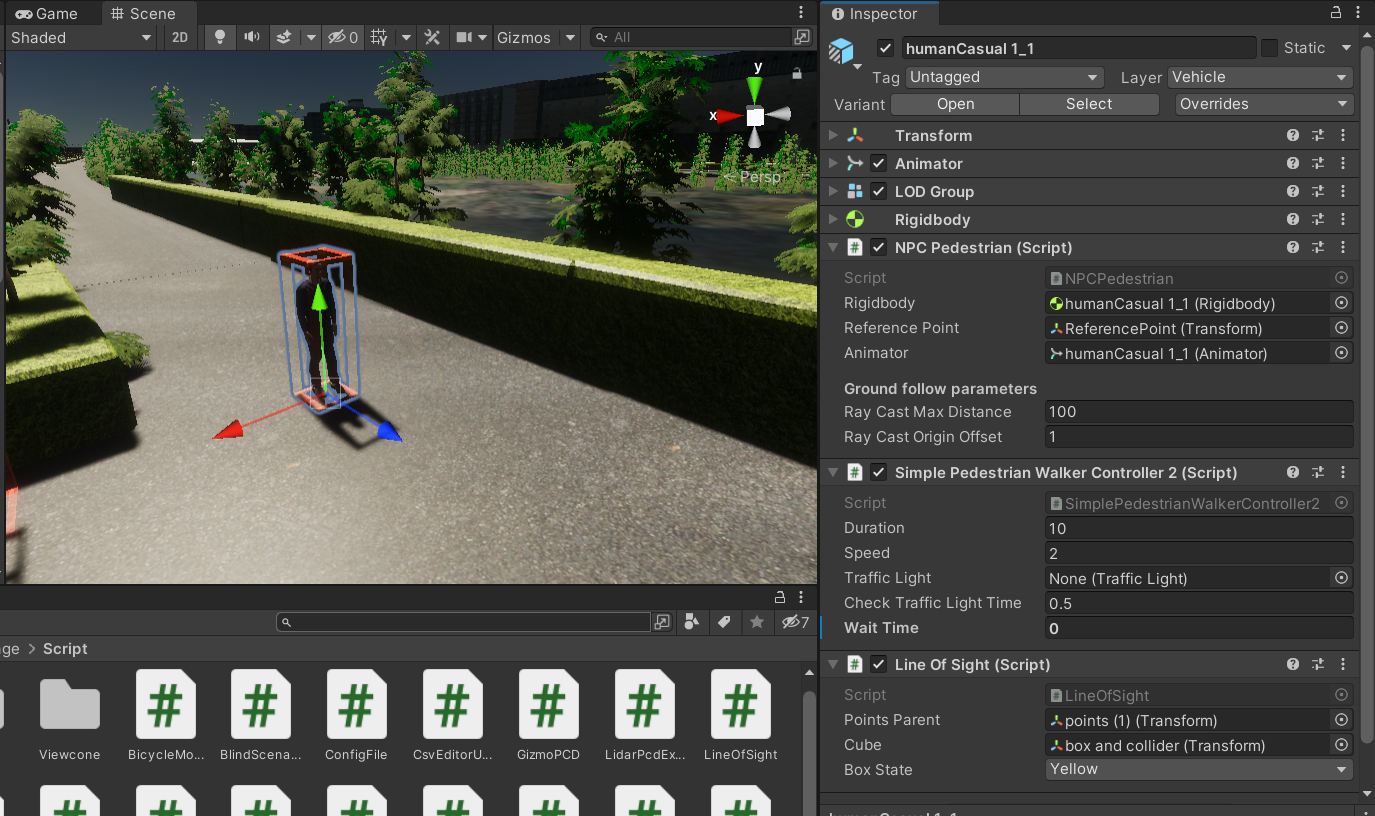 Game
Scene
Shaded
2D
0
Gizmos
All
y
x
Persp
ge > Script
7
Viewcone
BicycleMo...
BlindScena...
ConfigFile
CsvEditorU...
GizmoPCD
LidarPcdEx...
LineOfSight
Inspector
humanCasual 1_1
Static
Tag Untagged
Layer Vehicle
Variant Open Select Overrides
Transform
Animator
LOD Group
Rigidbody
NPC Pedestrian (Script)
Script NPCPedestrian
Rigidbody humanCasual 1_1 (Rigidbody)
Reference Point ReferencePoint (Transform)
Animator humanCasual 1_1 (Animator)
Ground follow parameters
Ray Cast Max Distance 100
Ray Cast Origin Offset 1
Simple Pedestrian Walker Controller 2 (Script)
Script SimplePedestrianWalkerController2
Duration 10
Speed 2
Traffic Light None (Traffic Light)
Check Traffic Light Time 0.5
Wait Time 0
Line Of Sight (Script)
Script LineOfSight
Points Parent points (1) (Transform)
Cube box and collider (Transform)
Box State Yellow